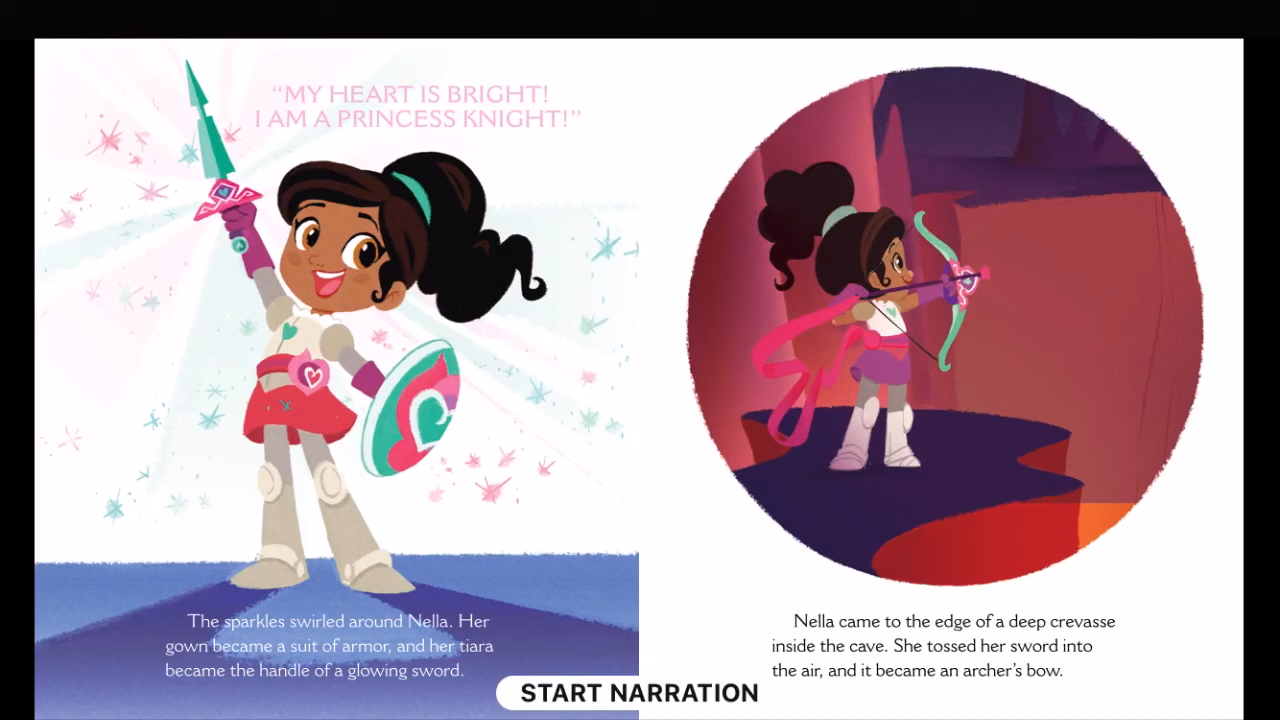 “MY HEART IS BRIGHT!
I AM A PRINCESS KNIGHT!”
The sparkles swirled around Nella. Her
gown became a suit of armor, and her tiara
became the handle of a glowing sword.
Nella came to the edge of a deep crevasse
inside the cave. She tossed her sword into
the air, and it became an archer’s bow.
START NARRATION